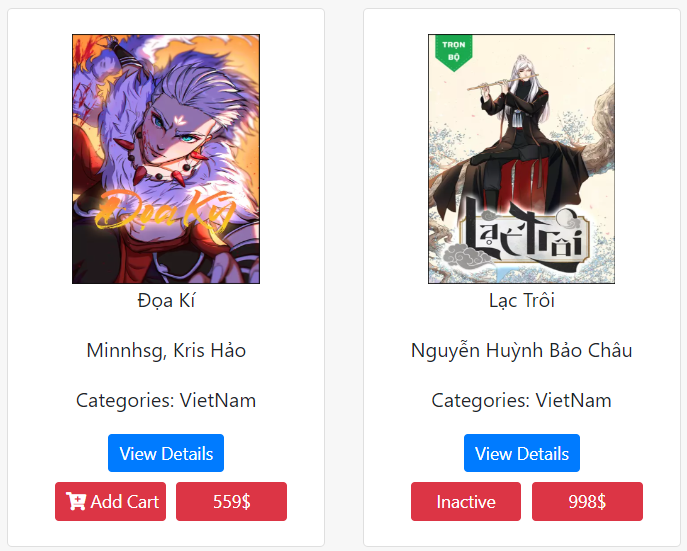 Đọa Kí
Đọa Kí
Minnhsg, Kris Hảo
Categories: VietNam
View Details
Add Cart
559$
TRỌN
BỘ
Lạc Trôi
Lạc Trôi
Nguyễn Huỳnh Bảo Châu
Categories: VietNam
View Details
Inactive
998$